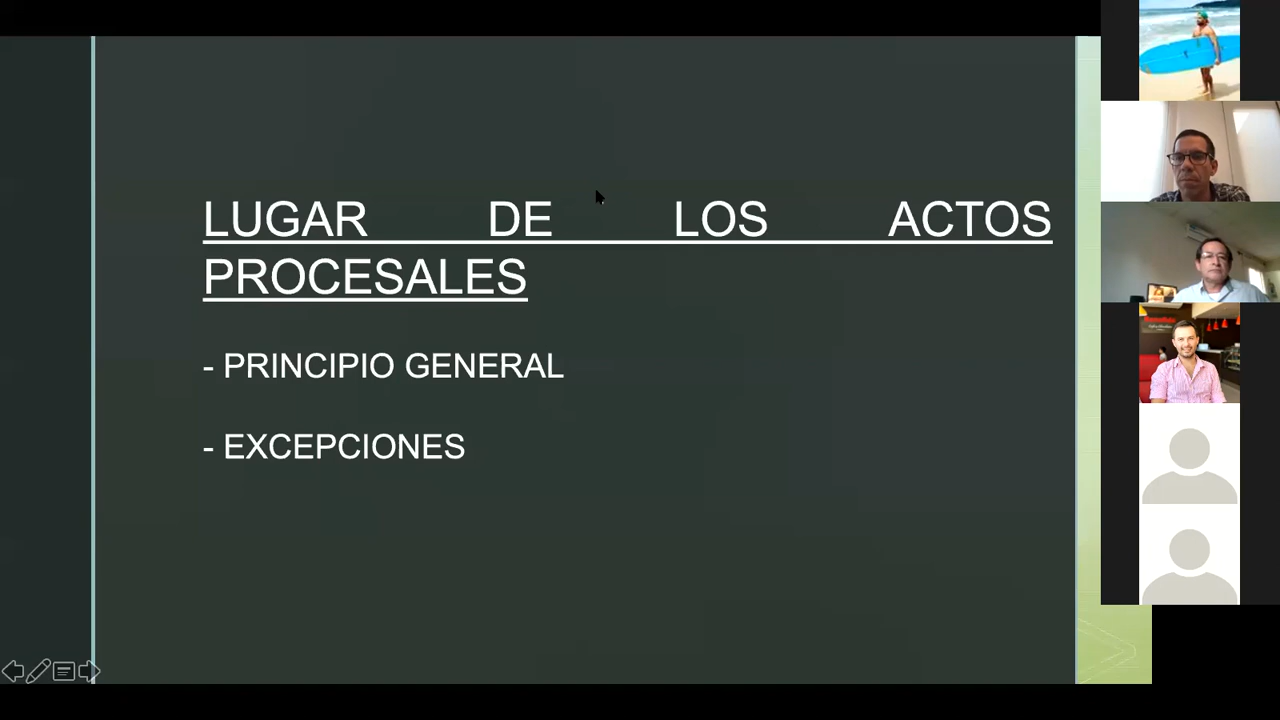 LUGAR DE LOS ACTOS
PROCESALES
- PRINCIPIO GENERAL
- EXCEPCIONES